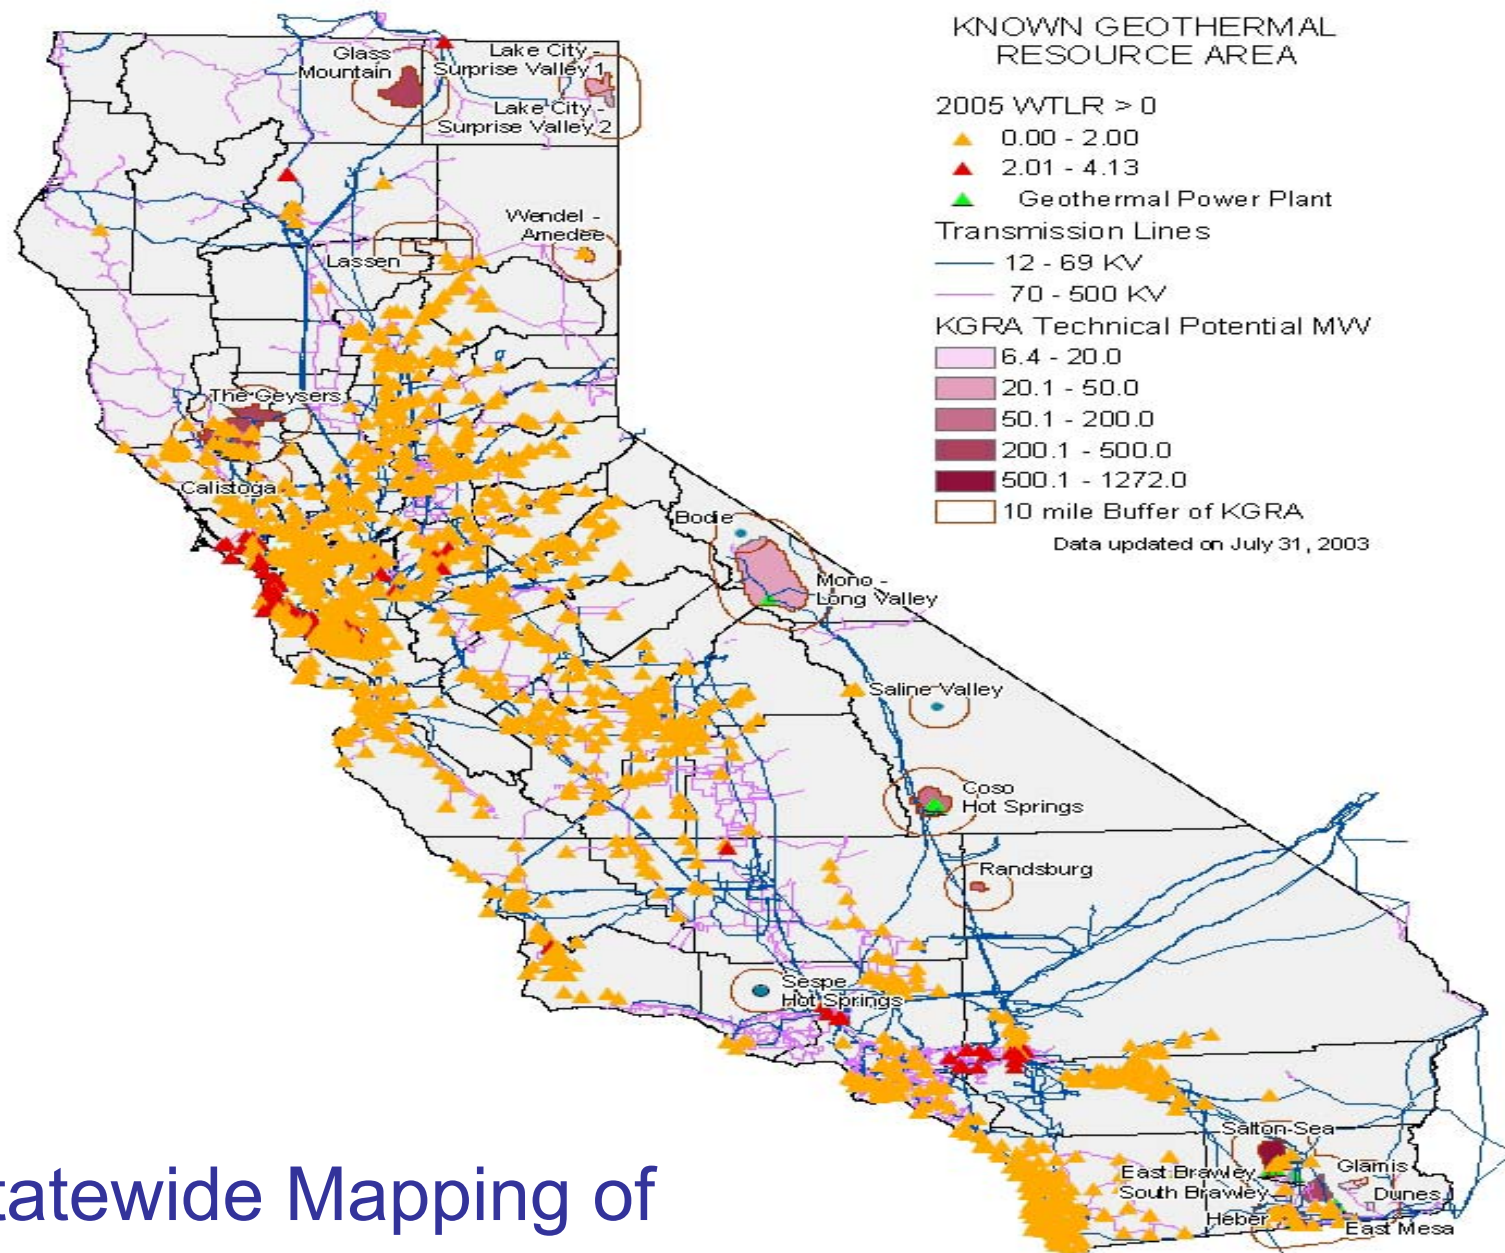 KNOWN GEOTHERMAL
RESOURCE AREA
2005 WTLR > 0
0.00 - 2.00
2.01 - 4.13
Geothermal Power Plant
Transmission Lines
12 - 69 KV
70 - 500 KV
KGRA Technical Potential MW
6.4 - 20.0
20.1 - 50.0
50.1 - 200.0
200.1 - 500.0
500.1 - 1272.0
10 mile Buffer of KGRA
Data updated on July 31, 2003
Glass
Mountain
Lake City -
Surprise Valley 1
Lake City -
Surprise Valley 2
Wendel -
Amedee
Lassen
The Geysers
Calistoga
Bodie
Mono -
Long Valley
Saline Valley
Coso
Hot Springs
Randsburg
Sespe
Hot Springs
Salton Sea
East Brawley
South Brawley
Glamis
Dunes
Heber
East Mesa
tatewide Mapping of